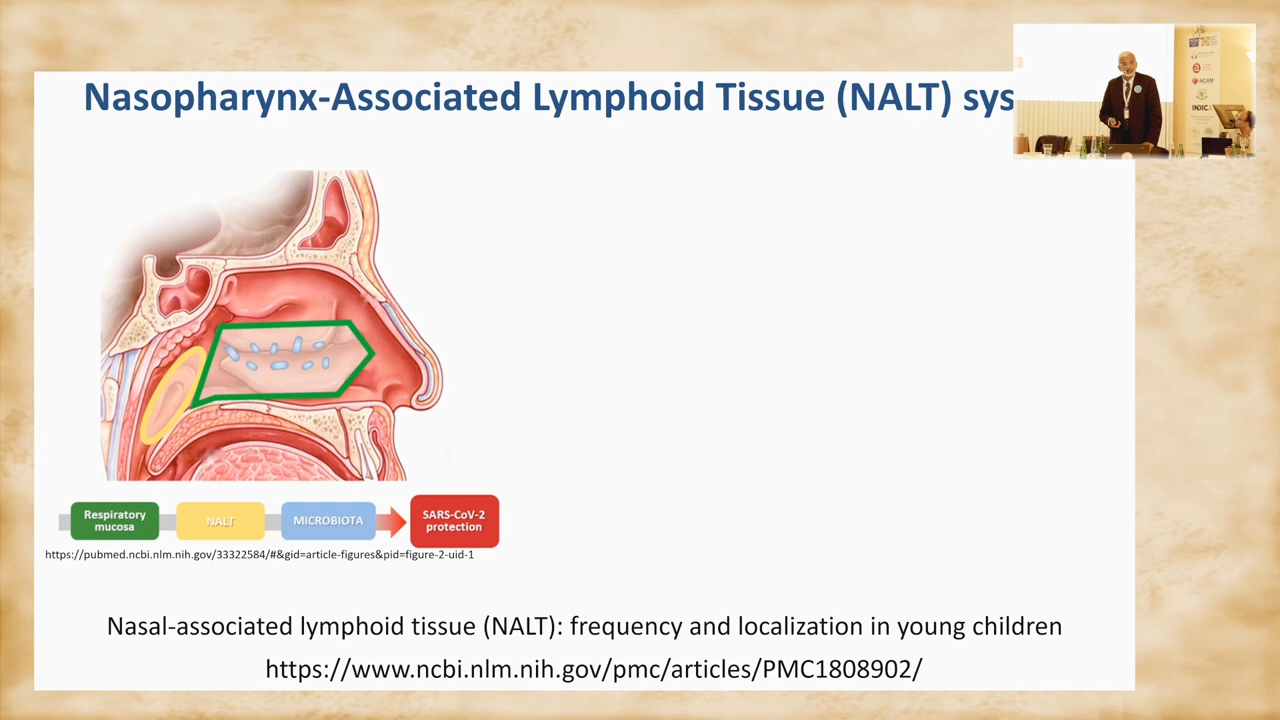 Nasopharynx-Associated Lymphoid Tissue (NALT) sys
NCAM
INDICA
Respiratory
mucosa
NALT
MICROBIOTA
SARS-CoV-2
protection
https://pubmed.ncbi.nlm.nih.gov/33322584/#&gid=article-figures&pid=figure-2-uid-1
Nasal-associated lymphoid tissue (NALT): frequency and localization in young children
https://www.ncbi.nlm.nih.gov/pmc/articles/PMC1808902/